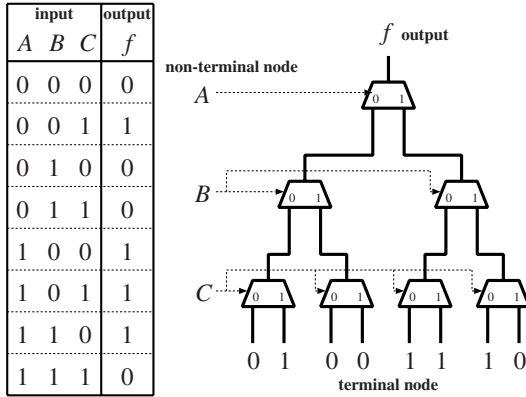 input output
A B C f
0 0 0 0
0 0 1 1
0 1 0 0
0 1 1 0
1 0 0 1
1 0 1 1
1 1 0 1
1 1 1 0
f output
non-terminal node
A
0 1
B
0 1 0 1
C
0 1 0 1 0 1 0 1
0 1 0 0 1 1 1 0
terminal node